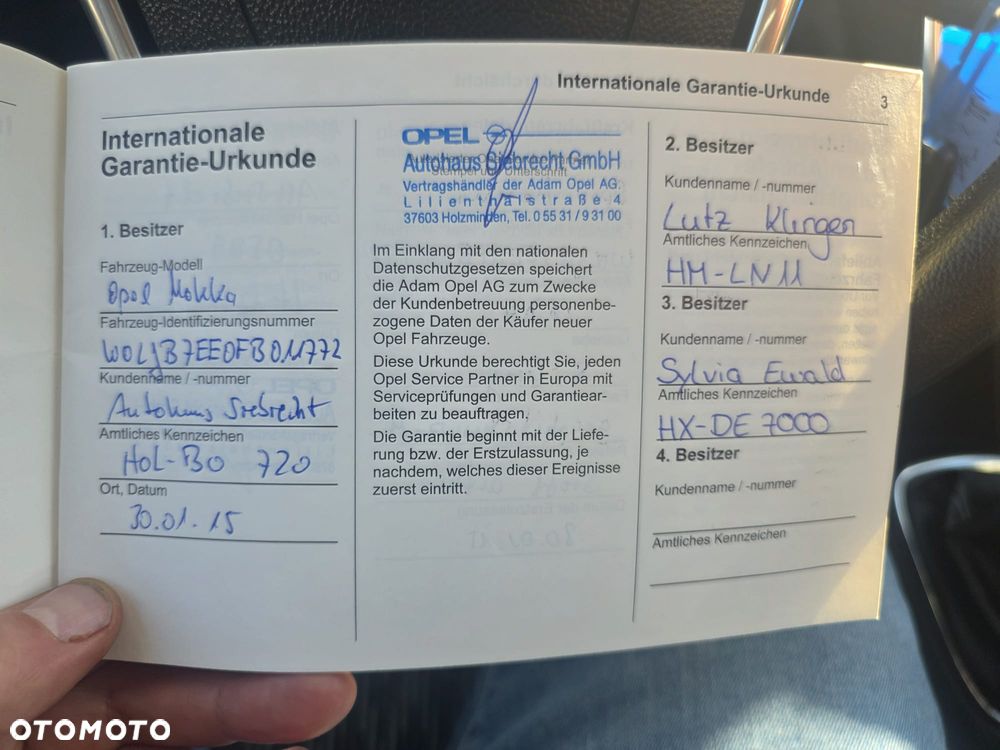 Internationale Garantie-Urkunde 3
Internationale
Garantie-Urkunde
1. Besitzer
Fahrzeug-Modell
Opel Mokka
Fahrzeug-Identifizierungsnummer
W0LJB7EE0FB011772
Kundenname / -nummer
Autohaus Siebrecht
Amtliches Kennzeichen
HOL-BO 720
Ort, Datum
30.01.15
OPEL
Autohaus Siebrecht GmbH
Stempel und Unterschrift
Vertragshändler der Adam Opel AG
Lilienthalstraße 4
37603 Holzminden, Tel. 0 55 31 / 9 31 00
Im Einklang mit den nationalen
Datenschutzgesetzen speichert
die Adam Opel AG zum Zwecke
der Kundenbetreuung personenbe-
zogene Daten der Käufer neuer
Opel Fahrzeuge.
Diese Urkunde berechtigt Sie, jeden
Opel Service Partner in Europa mit
Serviceprüfungen und Garantiear-
beiten zu beauftragen.
Die Garantie beginnt mit der Liefe-
rung bzw. der Erstzulassung, je
nachdem, welches dieser Ereignisse
zuerst eintritt.
2. Besitzer
Kundenname / -nummer
Lutz Klingen
Amtliches Kennzeichen
HM-LN 11
3. Besitzer
Kundenname / -nummer
Sylvia Ewald
Amtliches Kennzeichen
HX-DE 7000
4. Besitzer
Kundenname / -nummer
Amtliches Kennzeichen
OTOMOTO